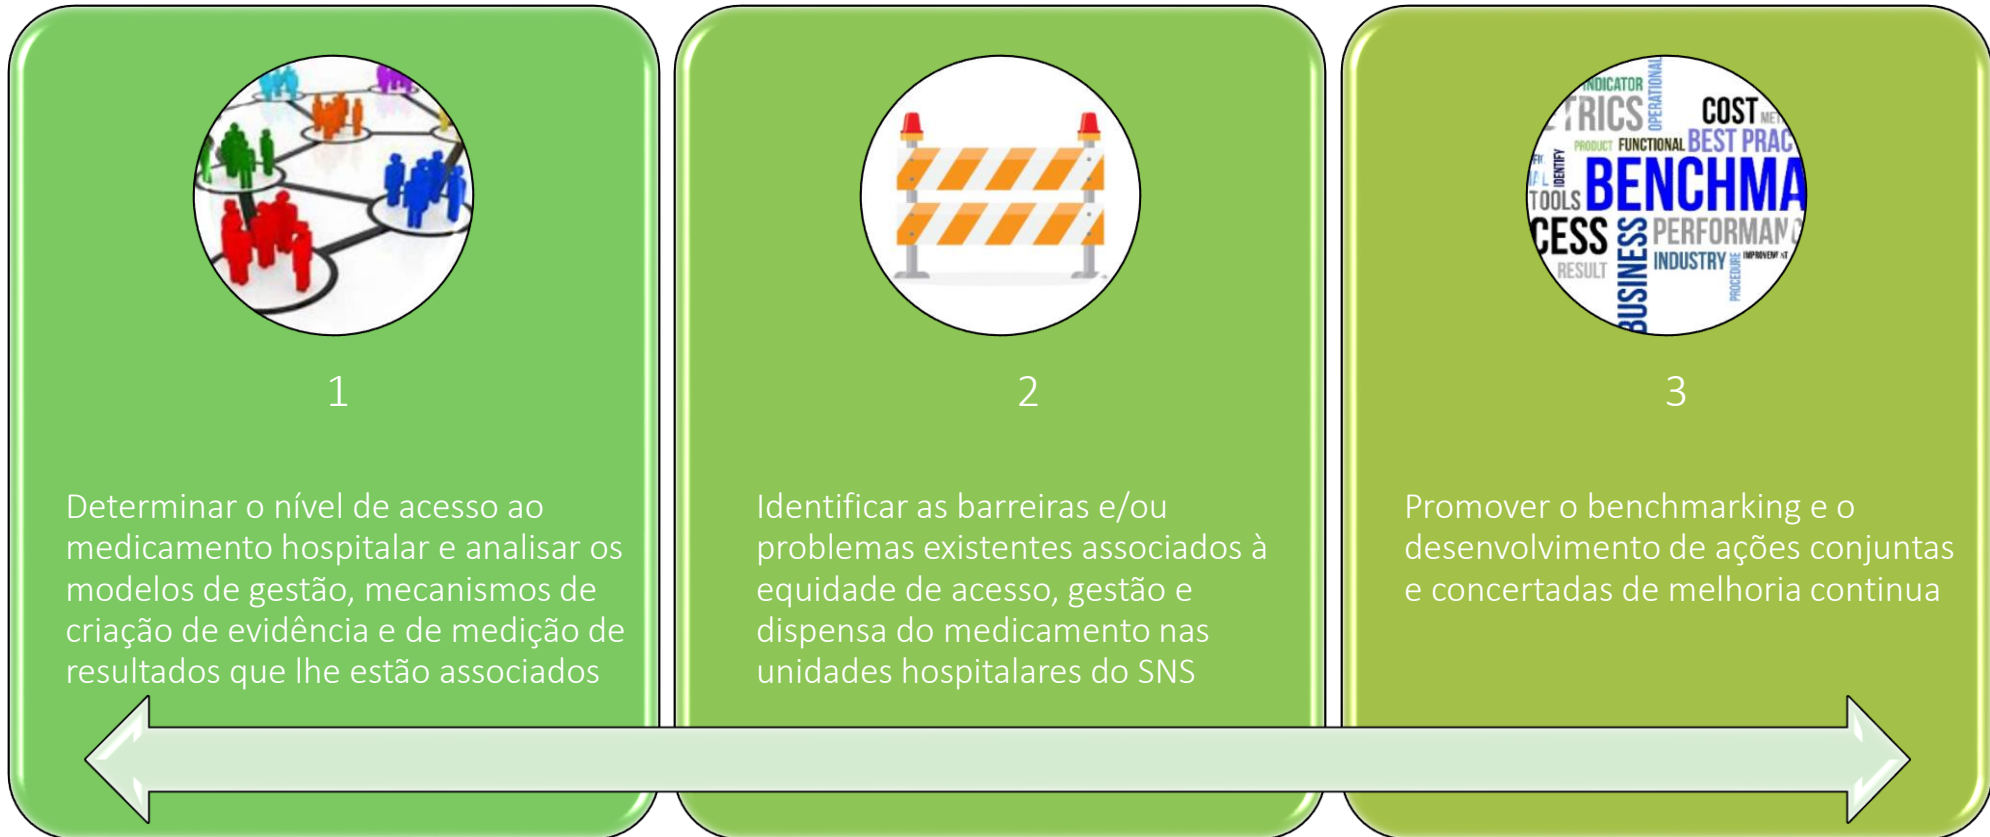 1
Determinar o nível de acesso ao
medicamento hospitalar e analisar os
modelos de gestão, mecanismos de
criação de evidência e de medição de
resultados que lhe estão associados
2
Identificar as barreiras e/ou
problemas existentes associados à
equidade de acesso, gestão e
dispensa do medicamento nas
unidades hospitalares do SNS
INDICATOR
TRICS
OPERATIONAL
COST
MET
PRODUCT FUNCTIONAL BEST PRAC
IDENTIFY
TOOLS
BENCHMA
CESS
BUSINESS
PERFORMANC
RESULT
INDUSTRY
PROCEDURE
IMPROVEMENT
3
Promover o benchmarking e o
desenvolvimento de ações conjuntas
e concertadas de melhoria continua